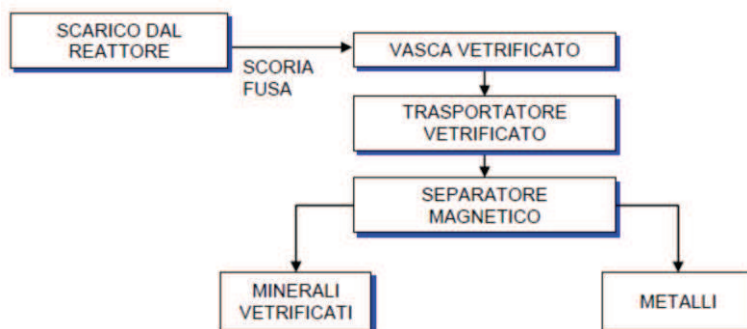 SCARICO DAL
REATTORE
SCORIA
FUSA
VASCA VETRIFICATO
TRASPORTATORE
VETRIFICATO
SEPARATORE
MAGNETICO
MINERALI
VETRIFICATI
METALLI